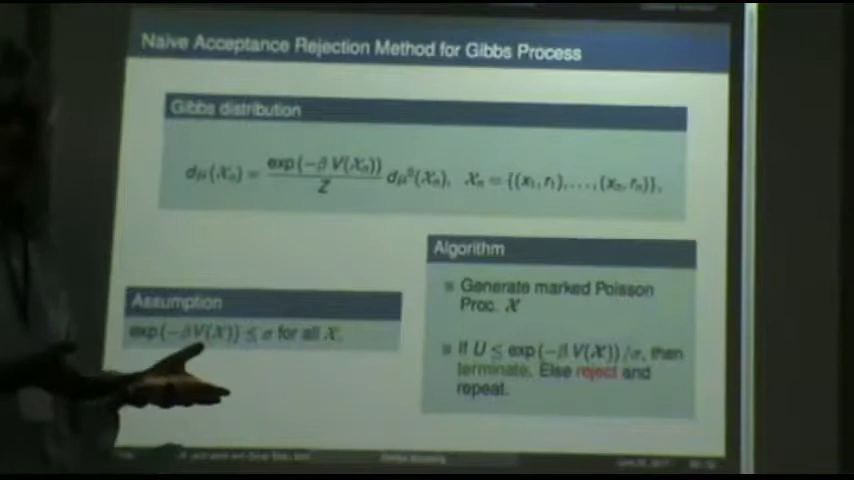 Naive Acceptance Rejection Method for Gibbs Process
Gibbs distribution
dμ(𝒳ₙ) = exp(−β V(𝒳ₙ)) / Z dμ⁰(𝒳ₙ), 𝒳ₙ = {(x₁, r₁), . . . , (xₙ, rₙ)},
Assumption
exp(−βV(𝒳)) ≤ σ for all 𝒳.
Algorithm
Generate marked Poisson
Proc. 𝒳
If U ≤ exp(−β V(𝒳))/σ, then
terminate. Else reject and
repeat.